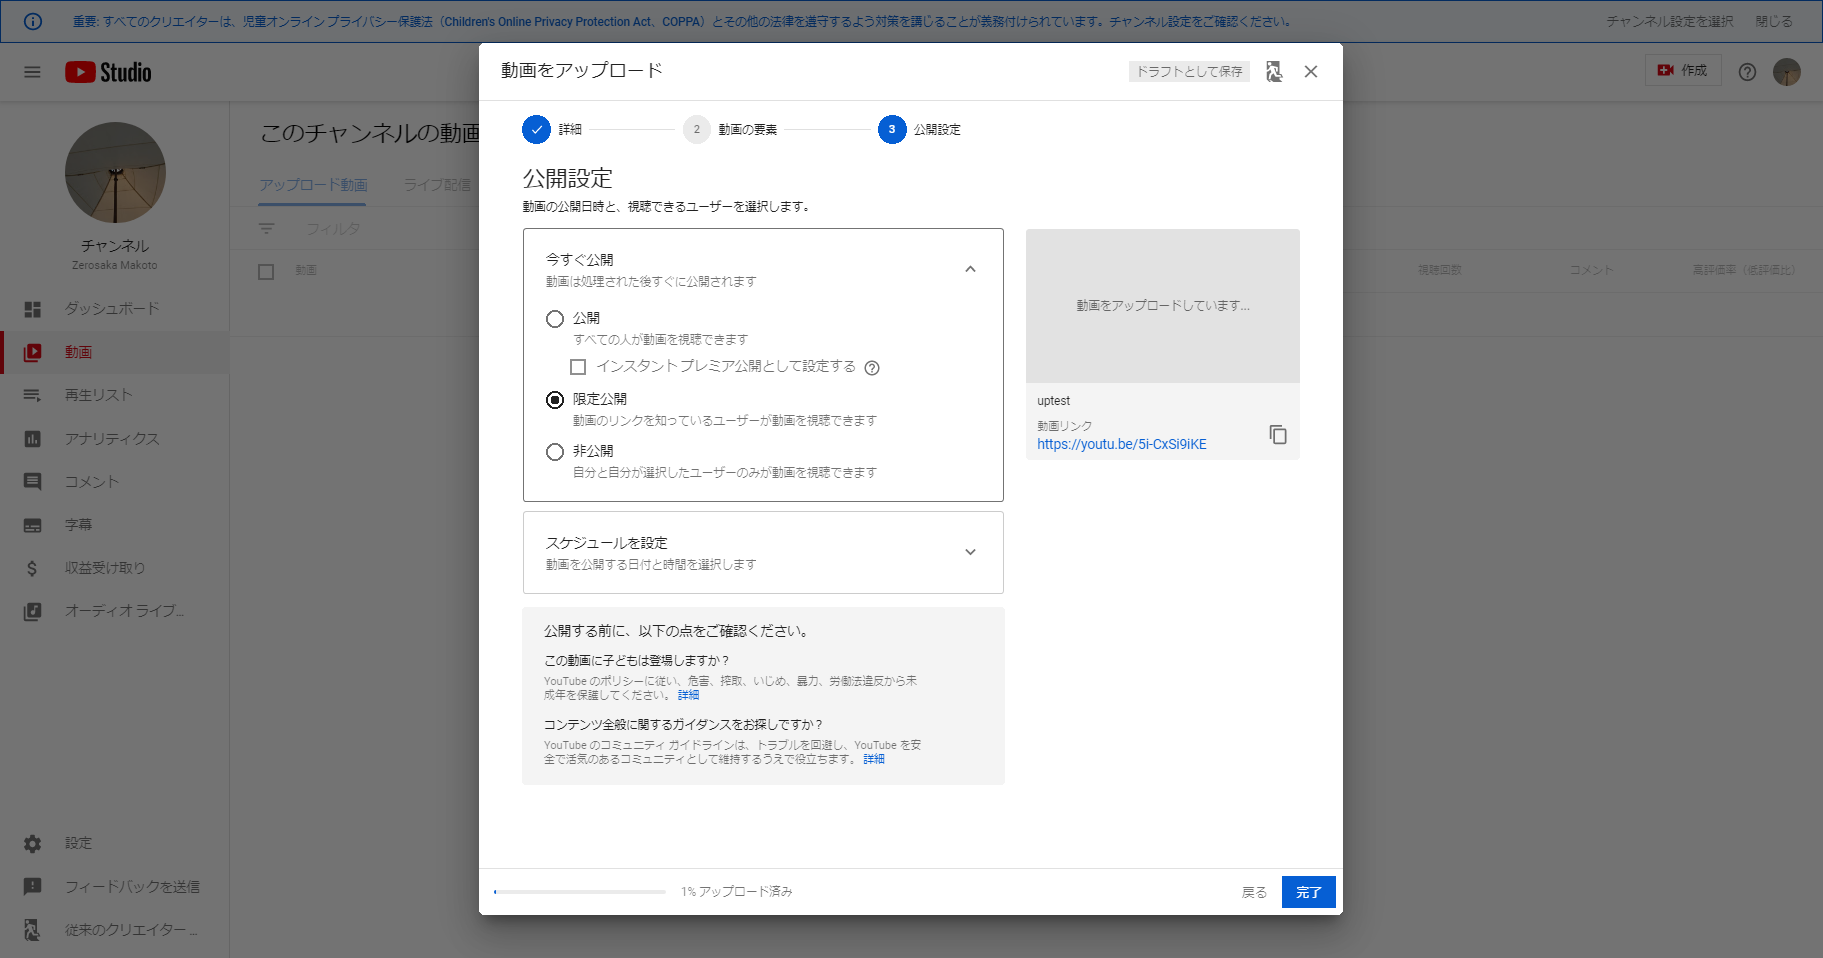 重要: すべてのクリエイターは、児童オンライン プライバシー保護法（Children's Online Privacy Protection Act、COPPA）とその他の法律を遵守するよう対策を講じることが義務付けられています。チャンネル設定をご確認ください。
チャンネル設定を選択
閉じる
Studio
作成
動画をアップロード
ドラフトとして保存
詳細
2
動画の要素
3
公開設定
公開設定
動画の公開日時と、視聴できるユーザーを選択します。
今すぐ公開
動画は処理された後すぐに公開されます
公開
すべての人が動画を視聴できます
インスタント プレミア公開として設定する
限定公開
動画のリンクを知っているユーザーが動画を視聴できます
非公開
自分と自分が選択したユーザーのみが動画を視聴できます
スケジュールを設定
動画を公開する日付と時間を選択します
公開する前に、以下の点をご確認ください。
この動画に子どもは登場しますか？
YouTube のポリシーに従い、危害、搾取、いじめ、暴力、労働法違反から未
成年を保護してください。 詳細
コンテンツ全般に関するガイダンスをお探しですか？
YouTube のコミュニティ ガイドラインは、トラブルを回避し、YouTube を安
全で活気のあるコミュニティとして維持するうえで役立ちます。 詳細
動画をアップロードしています...
uptest
動画リンク
https://youtu.be/5i-CxSi9iKE
1% アップロード済み
戻る
完了
このチャンネルの動画
アップロード動画
ライブ配信
フィルタ
動画
視聴回数
コメント
高評価率（低評価比）
チャンネル
Zerosaka Makoto
ダッシュボード
動画
再生リスト
アナリティクス
コメント
字幕
収益受け取り
オーディオ ライブ...
設定
フィードバックを送信
従来のクリエイター ...